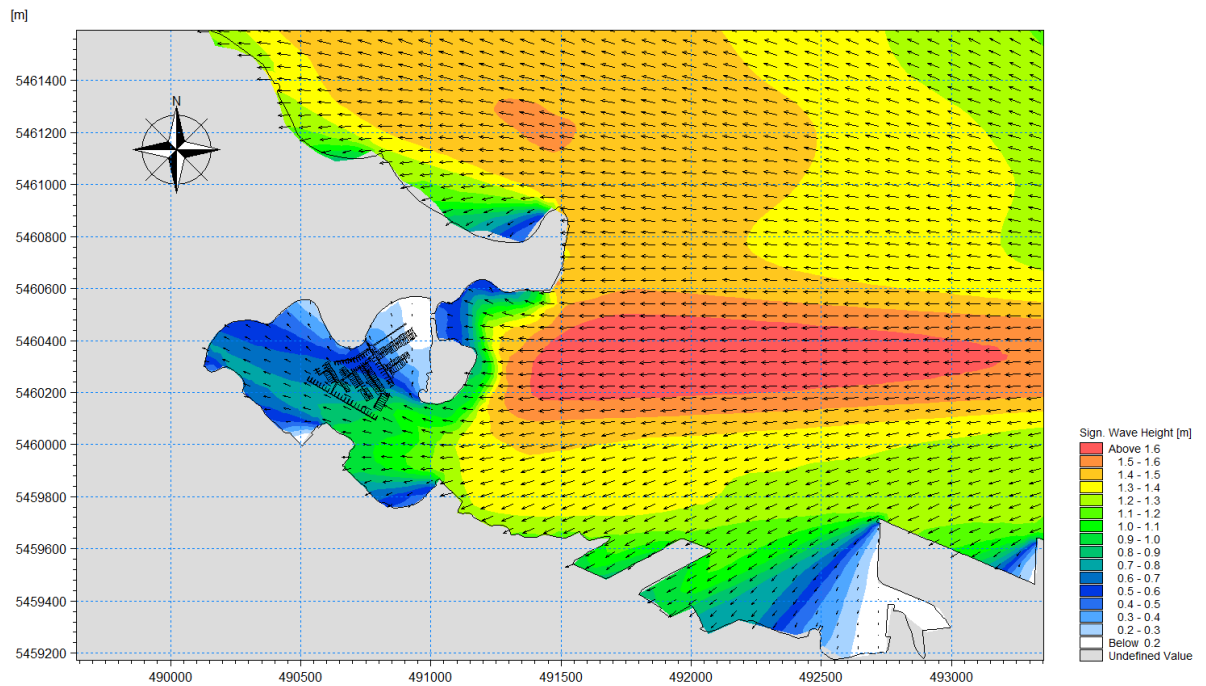 [m]
N
5461400
5461200
5461000
5460800
5460600
5460400
5460200
5460000
5459800
5459600
5459400
5459200
490000
490500
491000
491500
492000
492500
493000
Sign. Wave Height [m]
Above 1.6
1.5 - 1.6
1.4 - 1.5
1.3 - 1.4
1.2 - 1.3
1.1 - 1.2
1.0 - 1.1
0.9 - 1.0
0.8 - 0.9
0.7 - 0.8
0.6 - 0.7
0.5 - 0.6
0.4 - 0.5
0.3 - 0.4
0.2 - 0.3
Below 0.2
Undefined Value